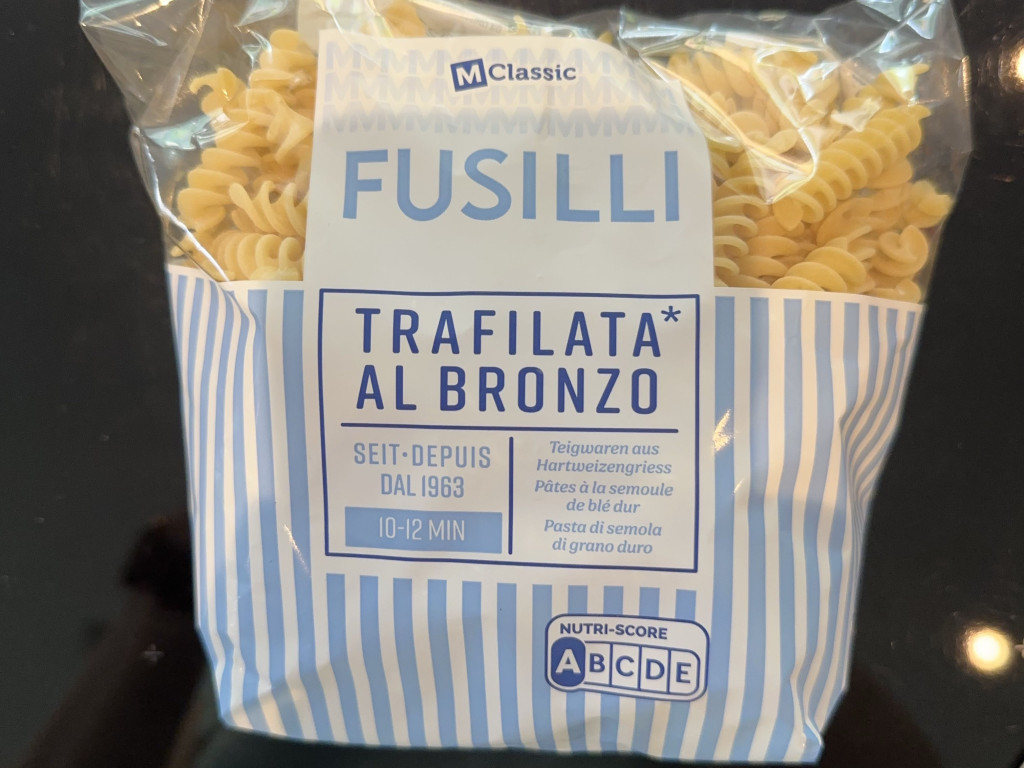 M Classic
FUSILLI
TRAFILATA*
AL BRONZO
SEIT·DEPUIS
DAL 1963
10-12 MIN
Teigwaren aus
Hartweizengriess
Pâtes à la semoule
de blé dur
Pasta di semola
di grano duro
NUTRI-SCORE
A B C D E